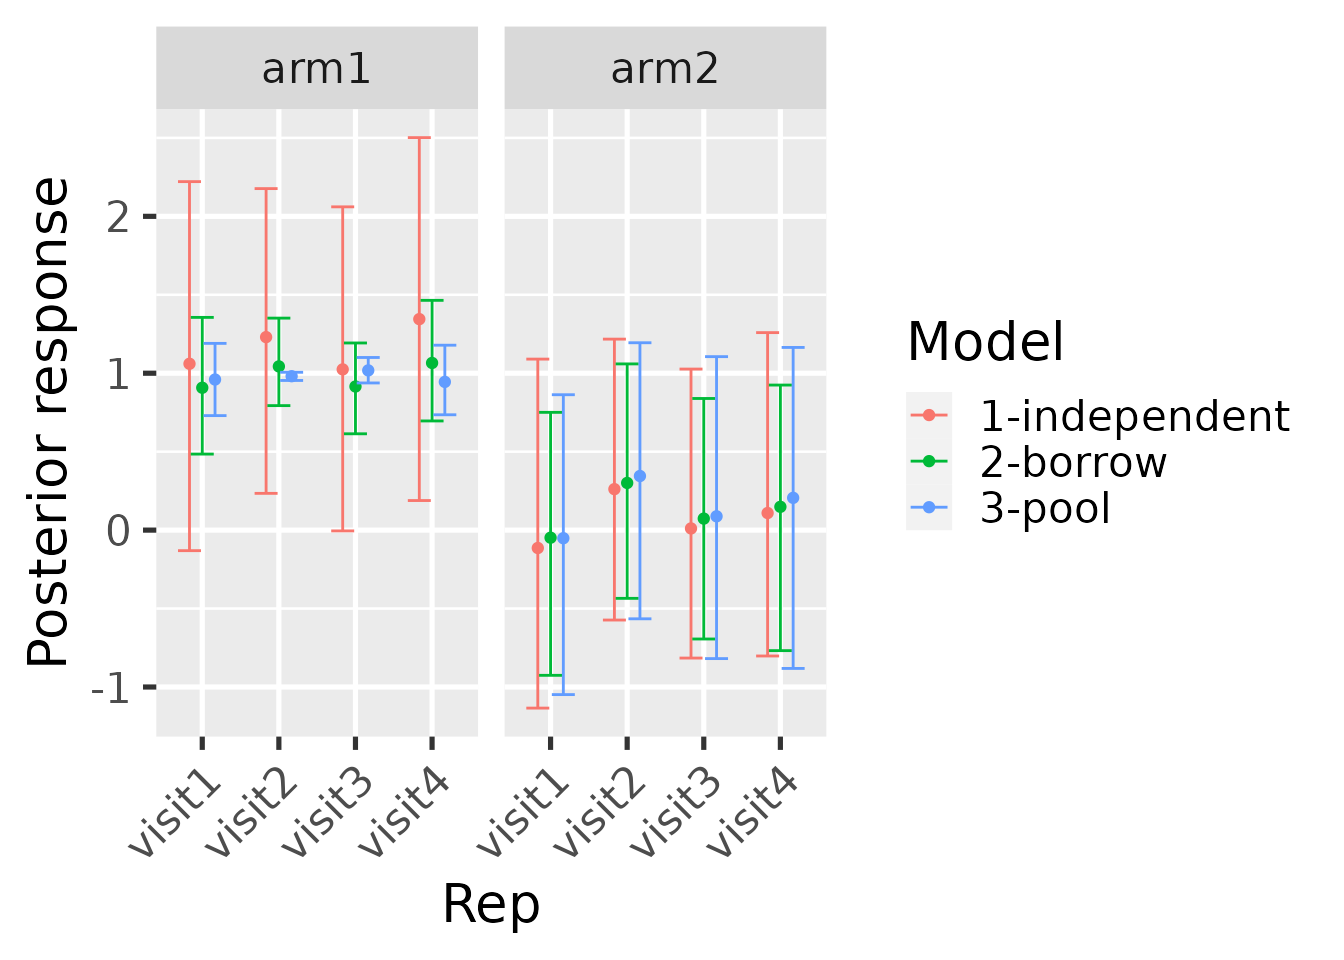 arm1
arm2
Posterior response
2
1
0
-1
visit1
visit2
visit3
visit4
visit1
visit2
visit3
visit4
Rep
Model
1-independent
2-borrow
3-pool